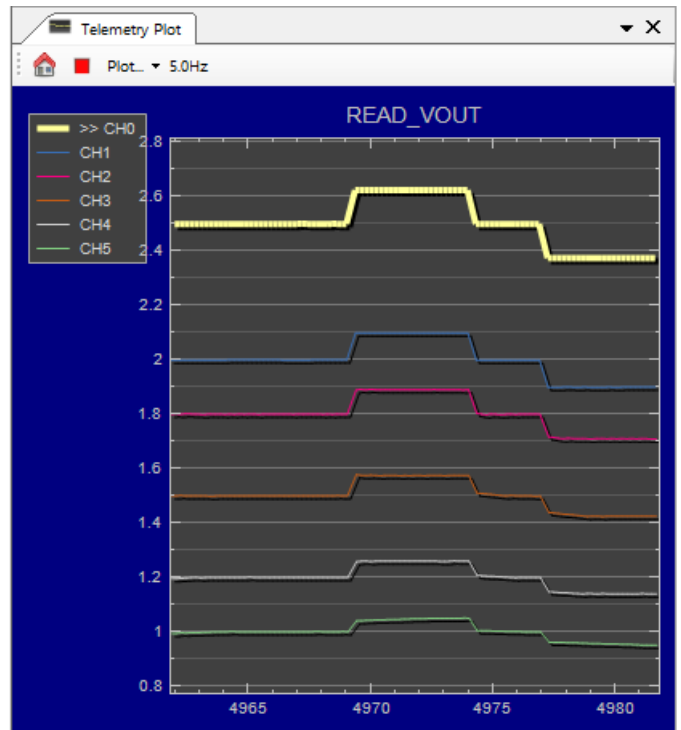 Telemetry Plot
Plot... 5.0Hz
READ_VOUT
>> CH0
CH1
CH2
CH3
CH4
CH5
2.8
2.6
2.4
2.2
2
1.8
1.6
1.4
1.2
1
0.8
4965 4970 4975 4980